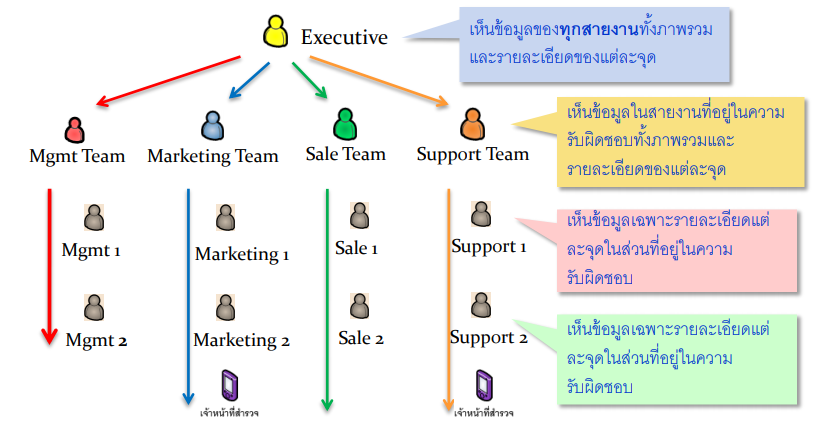 Executive
เห็นข้อมูลของทุกสายงานทั้งภาพรวม
และรายละเอียดของแต่ละจุด
เห็นข้อมูลในสายงานที่อยู่ในความ
รับผิดชอบทั้งภาพรวมและ
รายละเอียดของแต่ละจุด
Mgmt Team
Marketing Team
Sale Team
Support Team
Mgmt 1
Marketing 1
Sale 1
Support 1
เห็นข้อมูลเฉพาะรายละเอียดแต่
ละจุดในส่วนที่อยู่ในความ
รับผิดชอบ
Mgmt 2
Marketing 2
Sale 2
Support 2
เห็นข้อมูลเฉพาะรายละเอียดแต่
ละจุดในส่วนที่อยู่ในความ
รับผิดชอบ
เจ้าหน้าที่สำรวจ
เจ้าหน้าที่สำรวจ